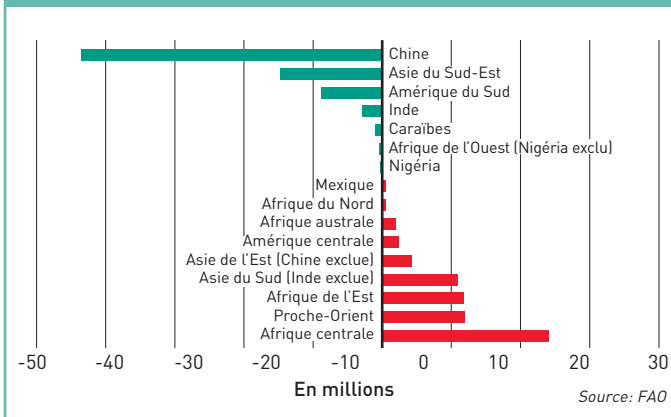 Chine
Asie du Sud-Est
Amérique du Sud
Inde
Caraïbes
Afrique de l'Ouest (Nigéria exclu)
Nigéria
Mexique
Afrique du Nord
Afrique australe
Amérique centrale
Asie de l'Est (Chine exclue)
Asie du Sud (Inde exclue)
Afrique de l'Est
Proche-Orient
Afrique centrale
-50 -40 -30 -20 -10 0 10 20 30
En millions
Source: FAO